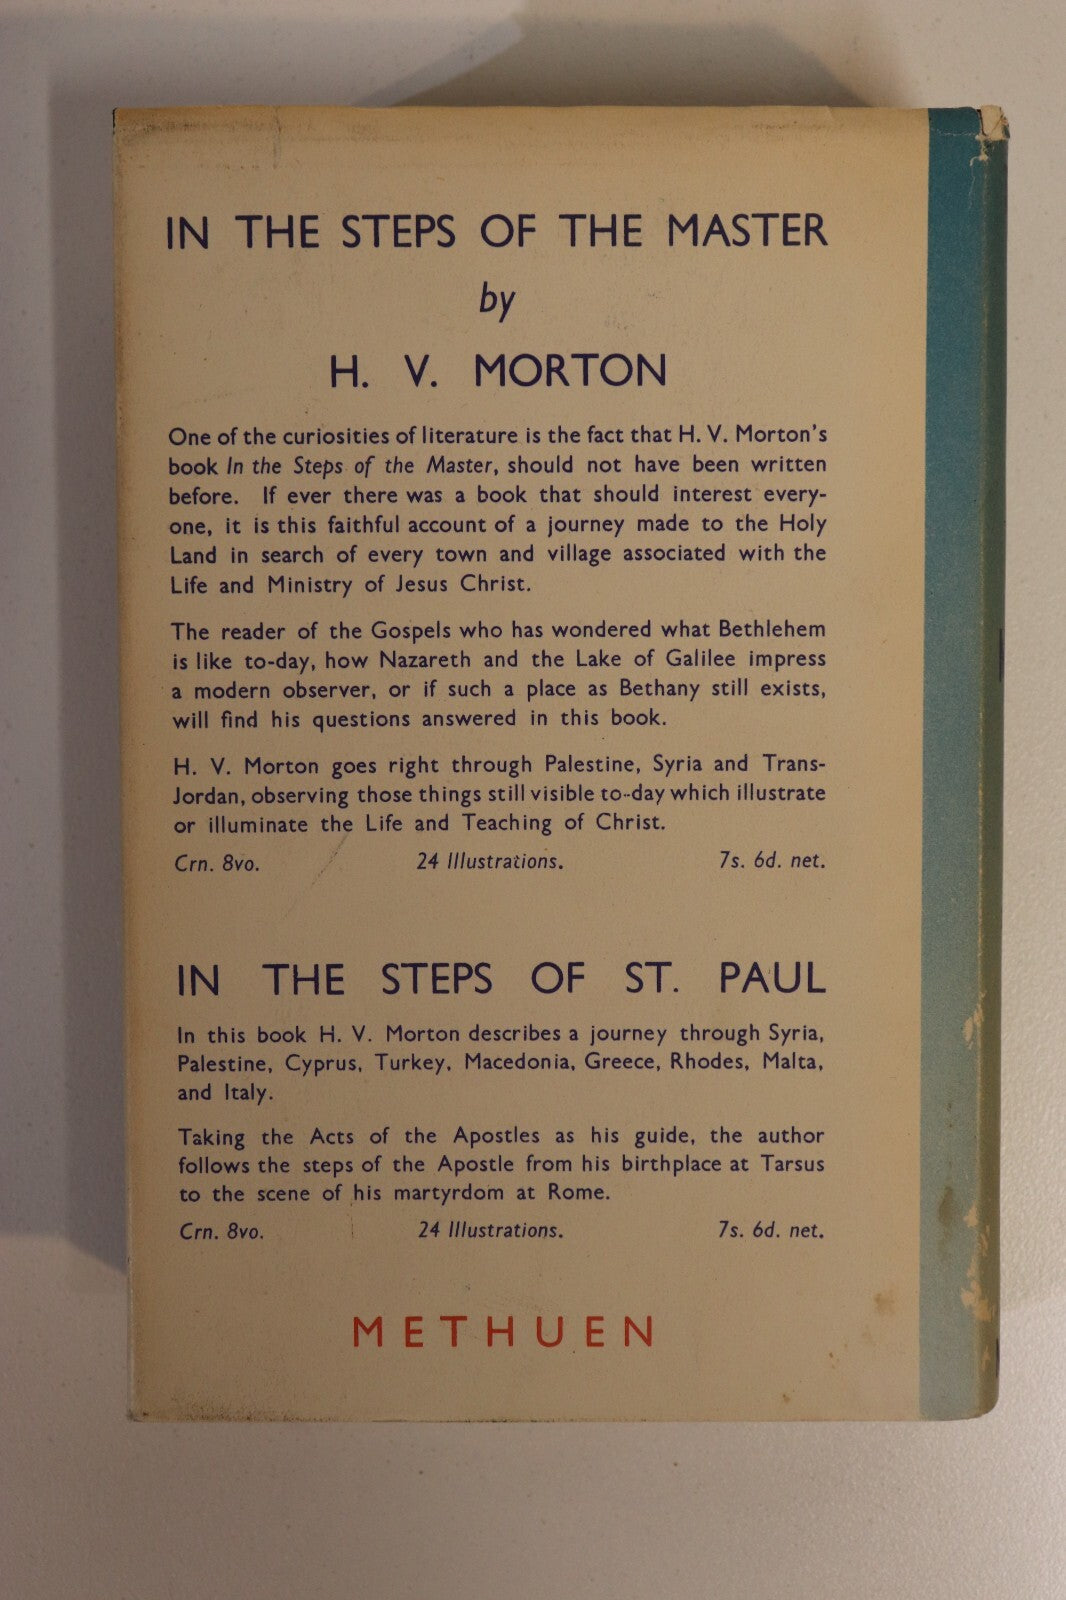 IN THE STEPS OF THE MASTER
by
H. V. MORTON
One of the curiosities of literature is the fact that H. V. Morton's
book In the Steps of the Master, should not have been written
before. If ever there was a book that should interest every-
one, it is this faithful account of a journey made to the Holy
Land in search of every town and village associated with the
Life and Ministry of Jesus Christ.
The reader of the Gospels who has wondered what Bethlehem
is like to-day, how Nazareth and the Lake of Galilee impress
a modern observer, or if such a place as Bethany still exists,
will find his questions answered in this book.
H. V. Morton goes right through Palestine, Syria and Trans-
Jordan, observing those things still visible to-day which illustrate
or illuminate the Life and Teaching of Christ.
Crn. 8vo. 24 Illustrations. 7s. 6d. net.
IN THE STEPS OF ST. PAUL
In this book H. V. Morton describes a journey through Syria,
Palestine, Cyprus, Turkey, Macedonia, Greece, Rhodes, Malta,
and Italy.
Taking the Acts of the Apostles as his guide, the author
follows the steps of the Apostle from his birthplace at Tarsus
to the scene of his martyrdom at Rome.
Crn. 8vo. 24 Illustrations. 7s. 6d. net.
METHUEN